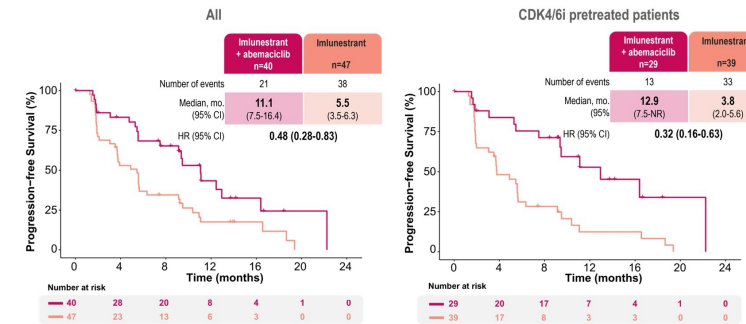 All
Imlunestrant
+ abemaciclib
n=40
Imlunestrant
n=47
Number of events 21 38
Median, mo. 11.1 5.5
(95% CI) (7.5-16.4) (3.5-6.3)
HR (95% CI) 0.48 (0.28-0.83)
Progression-free Survival (%)
100
75
50
25
0
0 4 8 12 16 20 24
Time (months)
Number at risk
40 28 20 8 4 1 0
47 23 13 6 3 0 0
CDK4/6i pretreated patients
Imlunestrant
+ abemaciclib
n=29
Imlunestrant
n=39
Number of events 13 33
Median, mo. 12.9 3.8
(95% (7.5-NR) (2.0-5.6)
HR (95% CI) 0.32 (0.16-0.63)
Progression-free Survival (%)
100
75
50
25
0
0 4 8 12 16 20 24
Time (months)
Number at risk
29 20 17 7 4 1 0
39 17 8 3 3 0 0